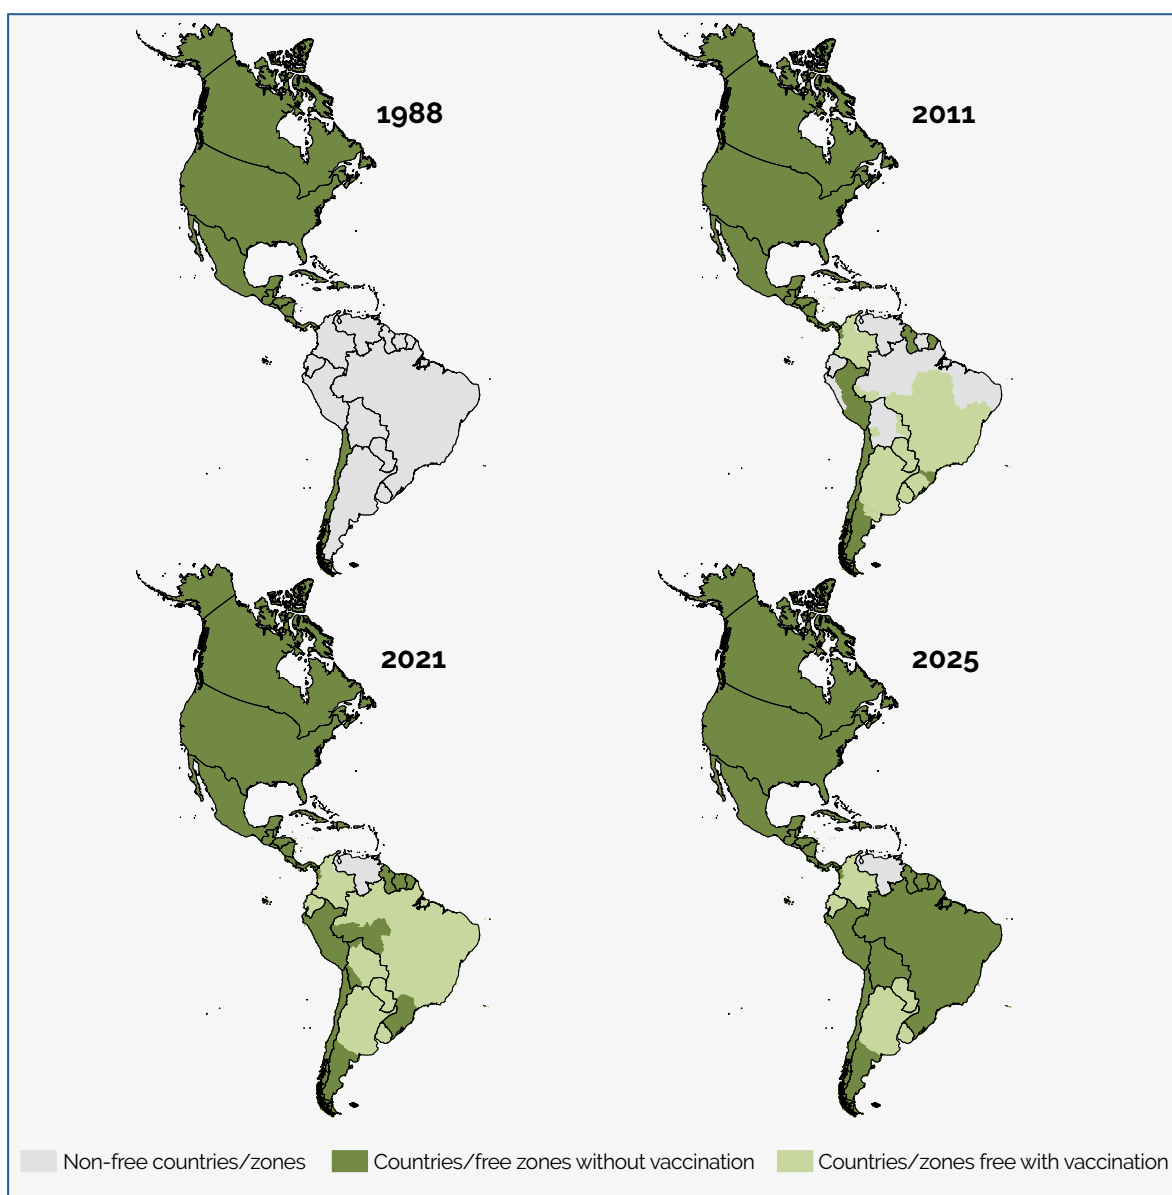 1988
2011
2021
2025
Non-free countries/zones
Countries/free zones without vaccination
Countries/zones free with vaccination